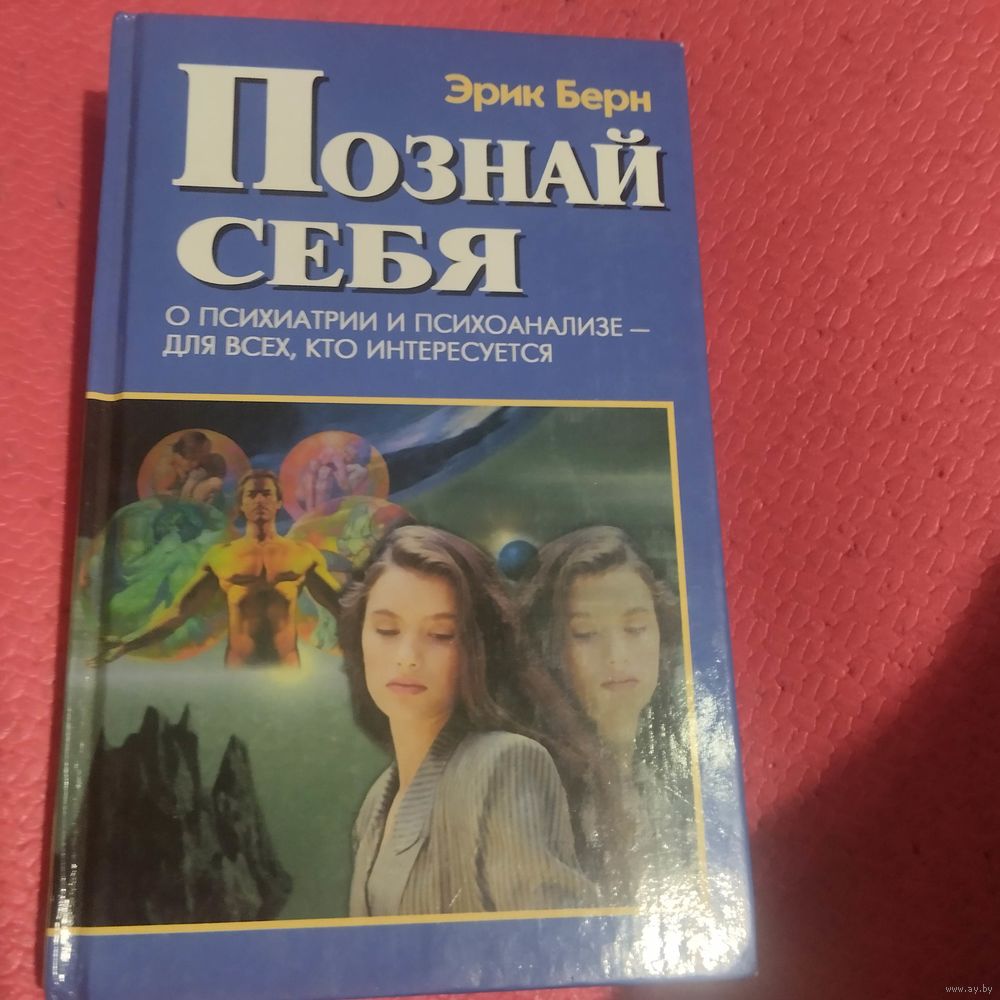 Эрик Берн
Познай
себя
О ПСИХИАТРИИ И ПСИХОАНАЛИЗЕ –
ДЛЯ ВСЕХ, КТО ИНТЕРЕСУЕТСЯ
www.ay.by